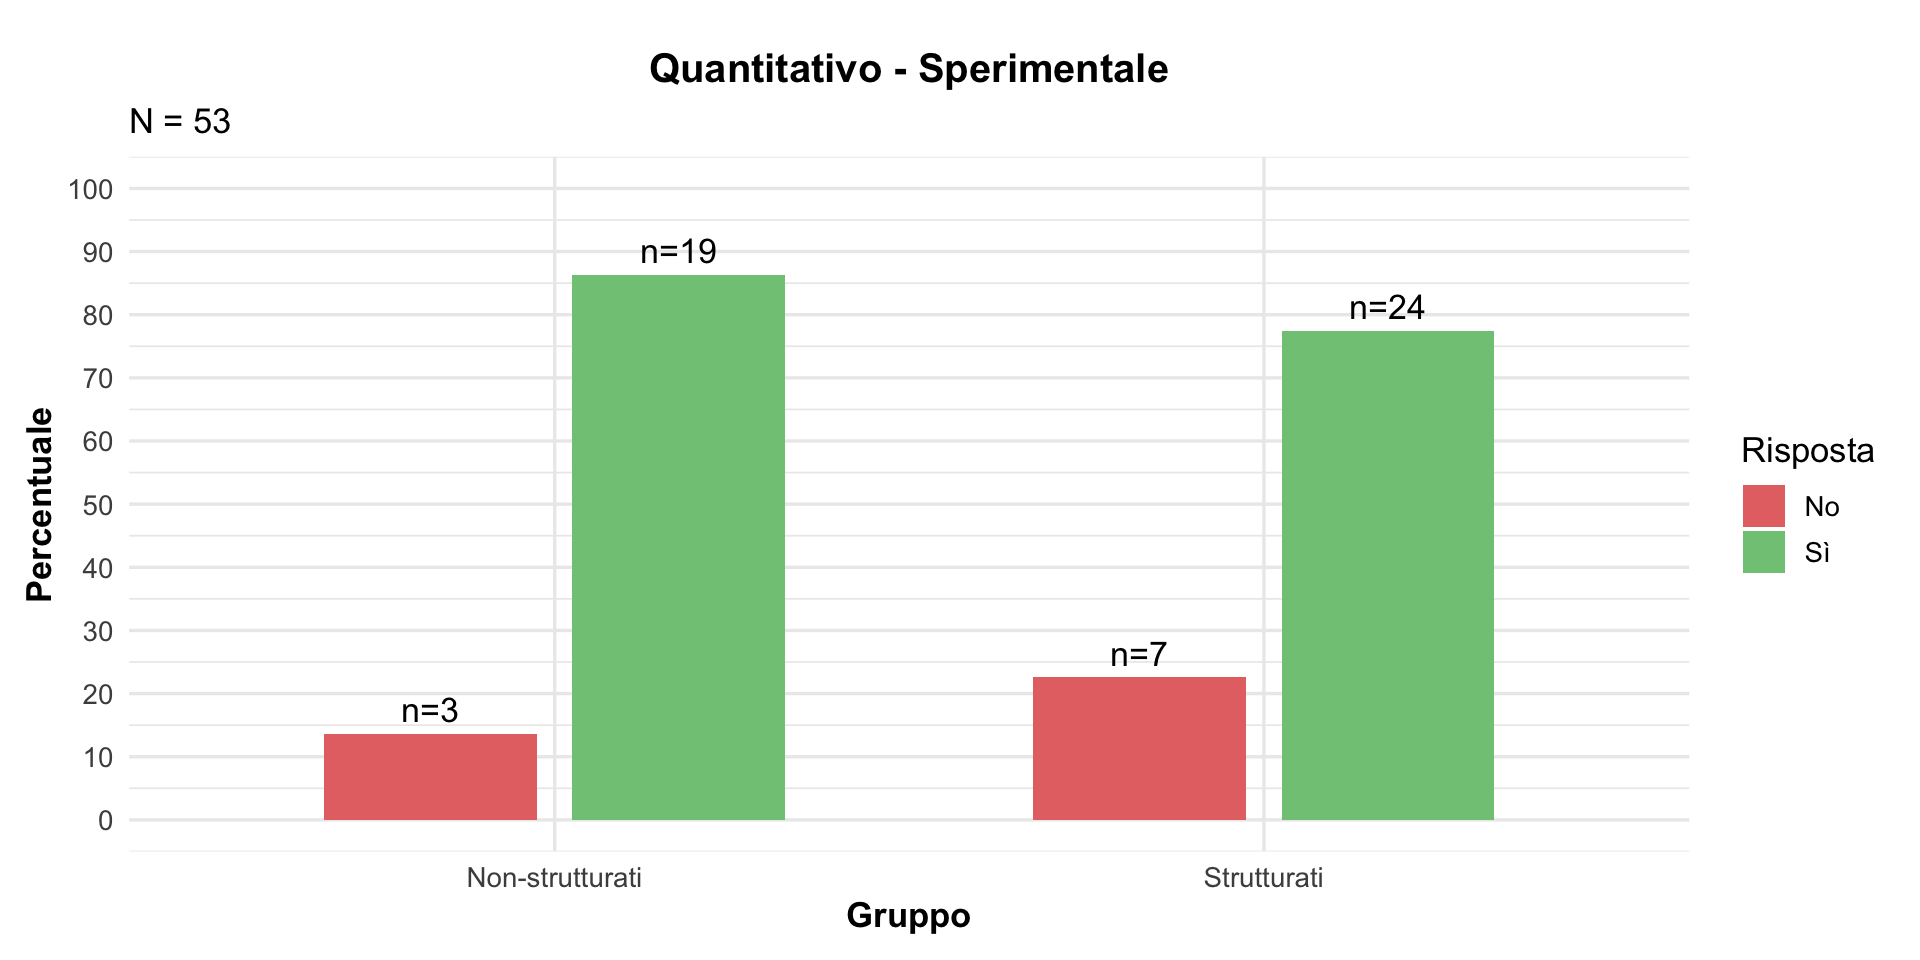 Quantitativo - Sperimentale
N = 53
Percentuale
100
90
80
70
60
50
40
30
20
10
0
n=3
n=19
n=7
n=24
Non-strutturati
Strutturati
Gruppo
Risposta
No
Sì